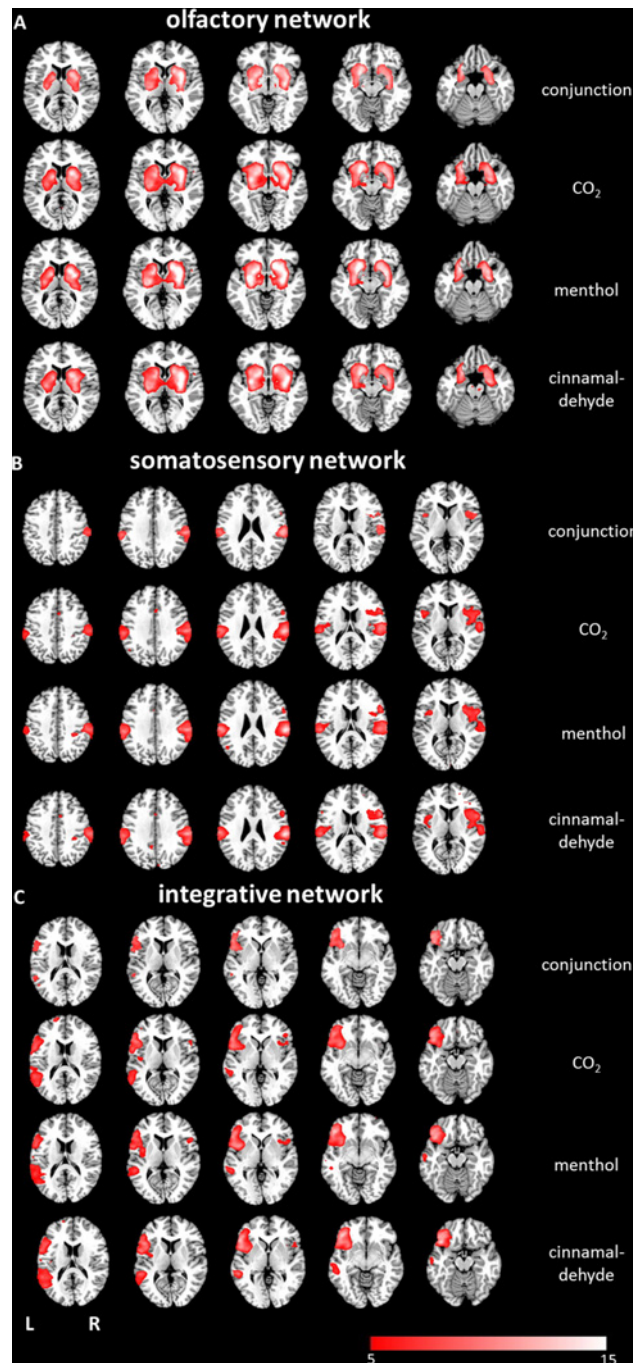 A
olfactory network
conjunction
CO₂
menthol
cinnamal-
dehyde
B
somatosensory network
conjunction
CO₂
menthol
cinnamal-
dehyde
C
integrative network
conjunction
CO₂
menthol
cinnamal-
dehyde
L R
5 15